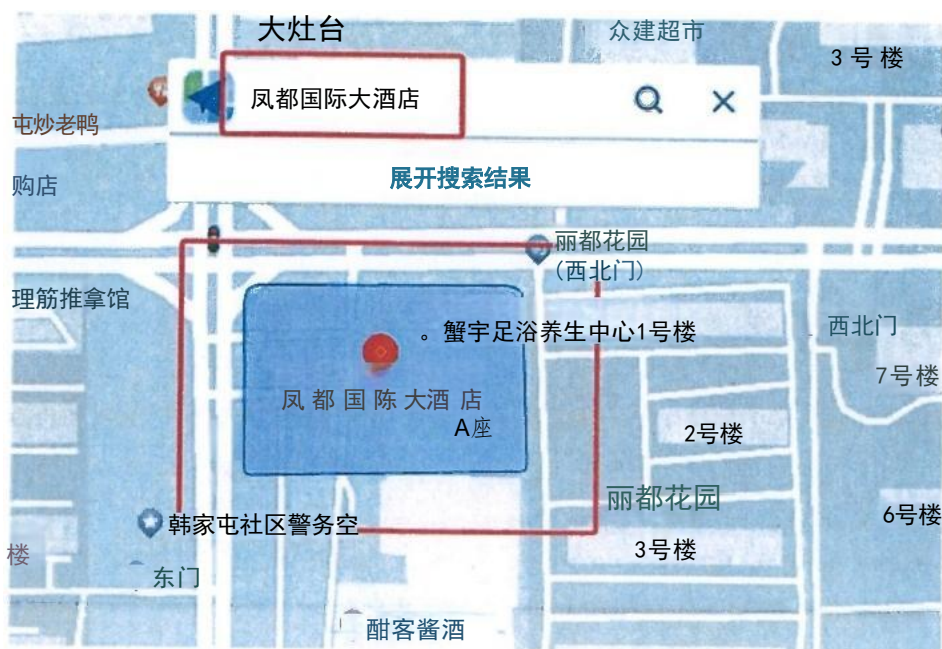 大灶台
众建超市
3号楼
凤都国际大酒店
屯炒老鸭
展开搜索结果
购店
丽都花园
(西北门)
理筋推拿馆
。蟹宇足浴养生中心1号楼
西北门
7号楼
凤都国陈大酒店
A座
2号楼
丽都花园
6号楼
韩家屯社区警务空
3号楼
楼
东门
酣客酱酒